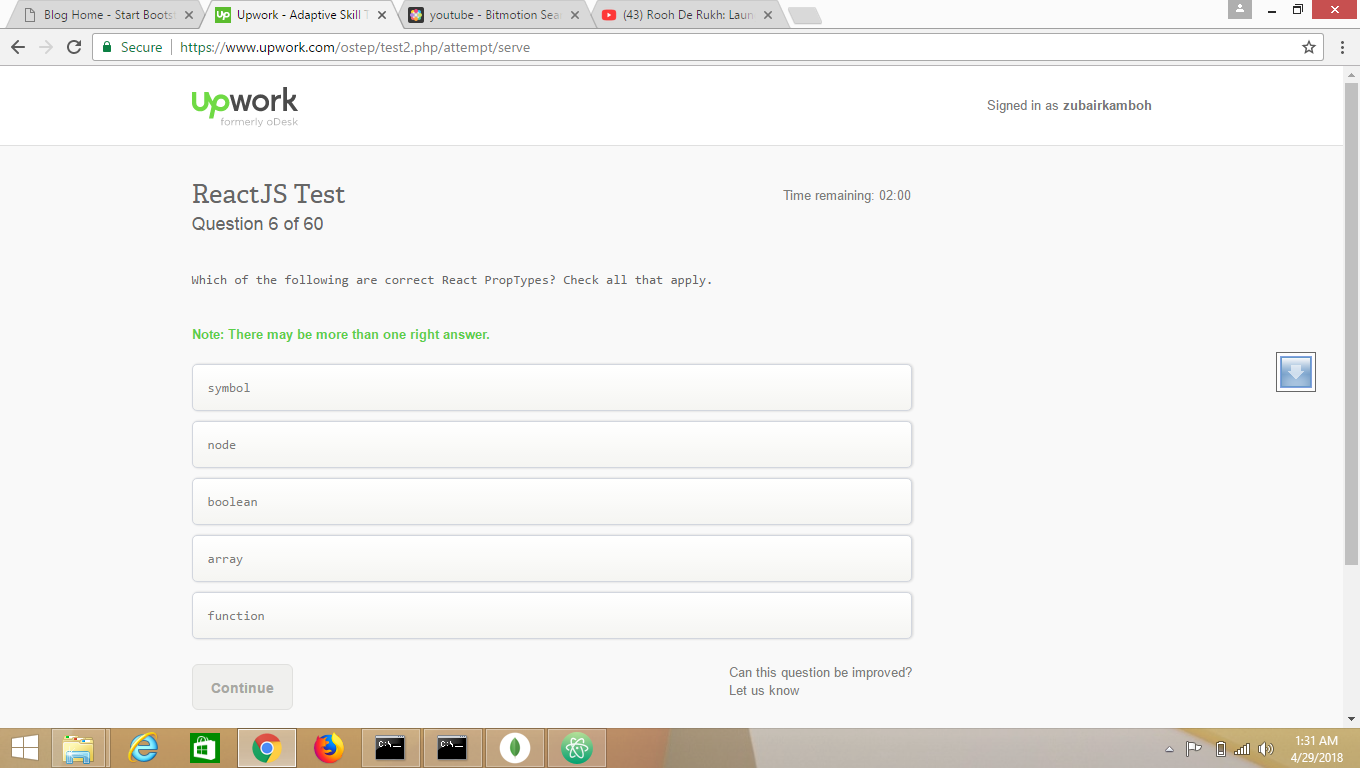 Blog Home - Start Bootst
Upwork - Adaptive Skill T
youtube - Bitmotion Sea
(43) Rooh De Rukh: Laun
Secure
https://www.upwork.com/ostep/test2.php/attempt/serve
upwork
formerly oDesk
Signed in as zubairkamboh
ReactJS Test
Time remaining: 02:00
Question 6 of 60
Which of the following are correct React PropTypes? Check all that apply.
Note: There may be more than one right answer.
symbol
node
boolean
array
function
Continue
Can this question be improved?
Let us know
1:31 AM
4/29/2018